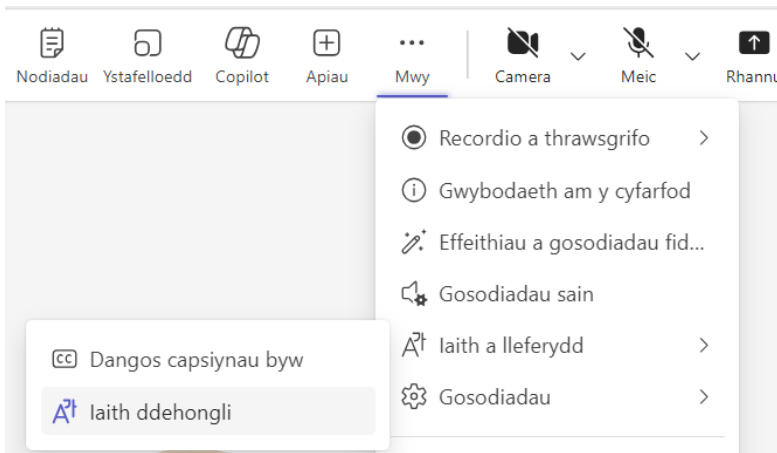 Nodiadau Ystafelloedd Copilot Apiau Mwy Camera Meic Rhannu
Recordio a thrawsgrifo
Gwybodaeth am y cyfarfod
Effeithiau a gosodiadau fid...
Gosodiadau sain
Iaith a lleferydd
Gosodiadau
CC Dangos capsiynau byw
Iaith ddehongli